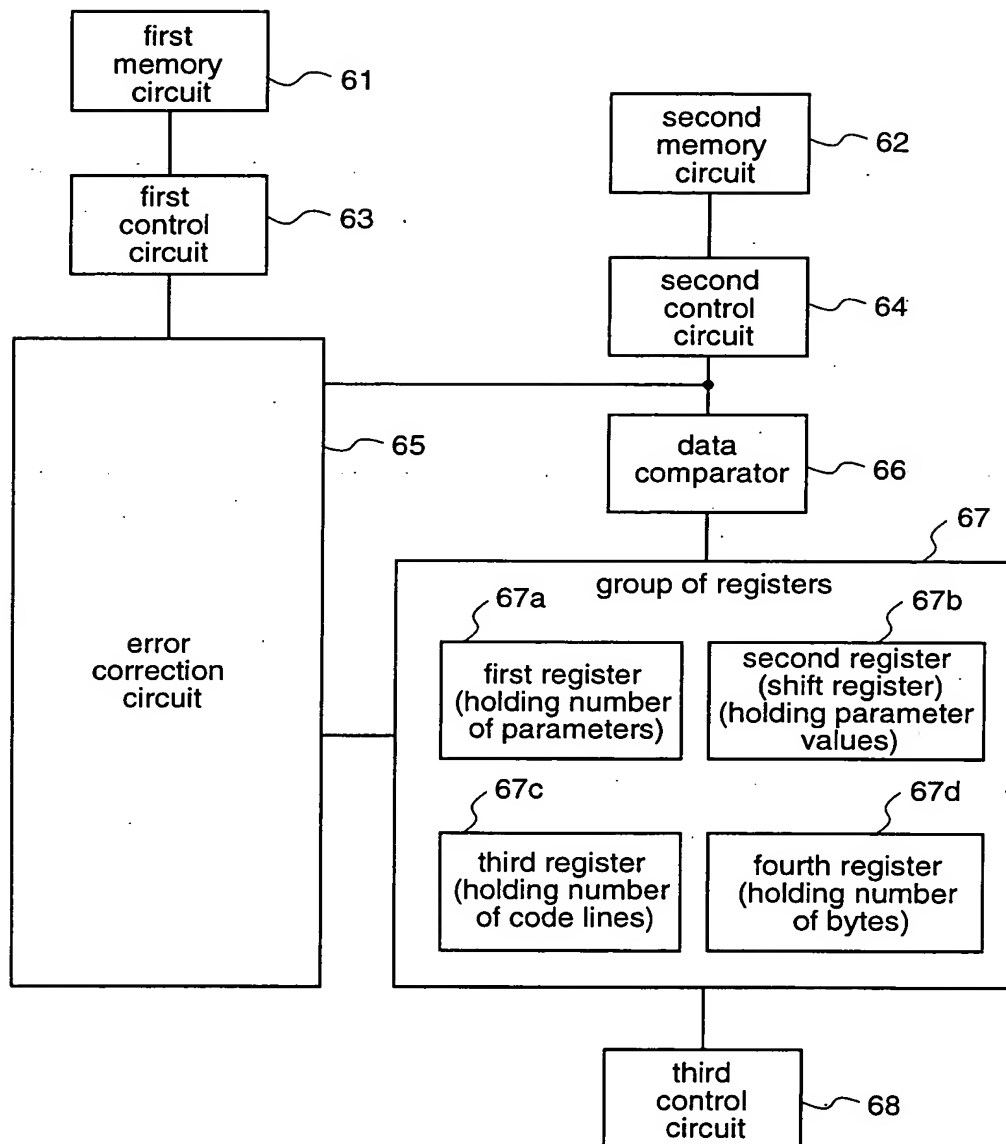 first
memory
circuit
61
second
memory
circuit
62
first
control
circuit
63
second
control
circuit
64
65
data
comparator
66
67
group of registers
67a
67b
error
correction
circuit
first register
(holding number
of parameters)
second register
(shift register)
(holding parameter
values)
67c
67d
third register
(holding number
of code lines)
fourth register
(holding number
of bytes)
third
control
circuit
68